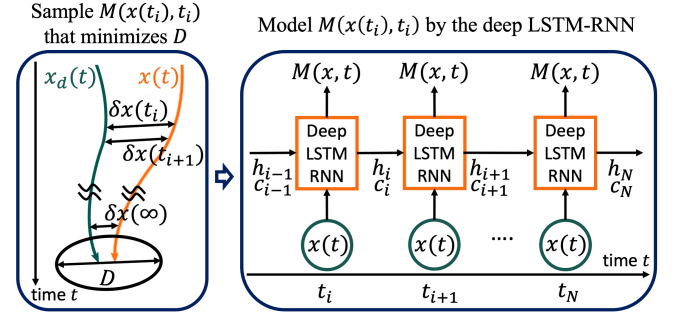 Sample M(x(t_i), t_i)
that minimizes D
x_d(t)
x(t)
δx(t_i)
δx(t_{i+1})
δx(∞)
D
time t
Model M(x(t_i), t_i) by the deep LSTM-RNN
M(x, t) M(x, t) M(x, t)
Deep
LSTM
RNN
Deep
LSTM
RNN
Deep
LSTM
RNN
h_{i−1}
c_{i−1}
h_i
c_i
h_{i+1}
c_{i+1}
h_N
c_N
x(t) x(t) .... x(t)
time t
t_i t_{i+1} t_N